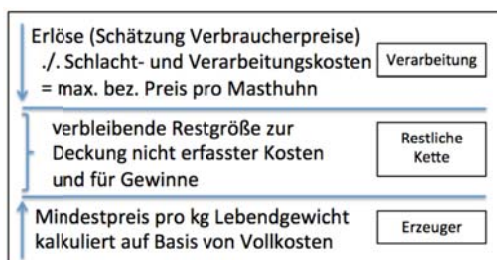 Erlöse (Schätzung Verbraucherpreise)
./. Schlacht- und Verarbeitungskosten
= max. bez. Preis pro Masthuhn
Verarbeitung
verbleibende Restgröße zur
Deckung nicht erfasster Kosten
und für Gewinne
Restliche
Kette
Mindestpreis pro kg Lebendgewicht
kalkuliert auf Basis von Vollkosten
Erzeuger